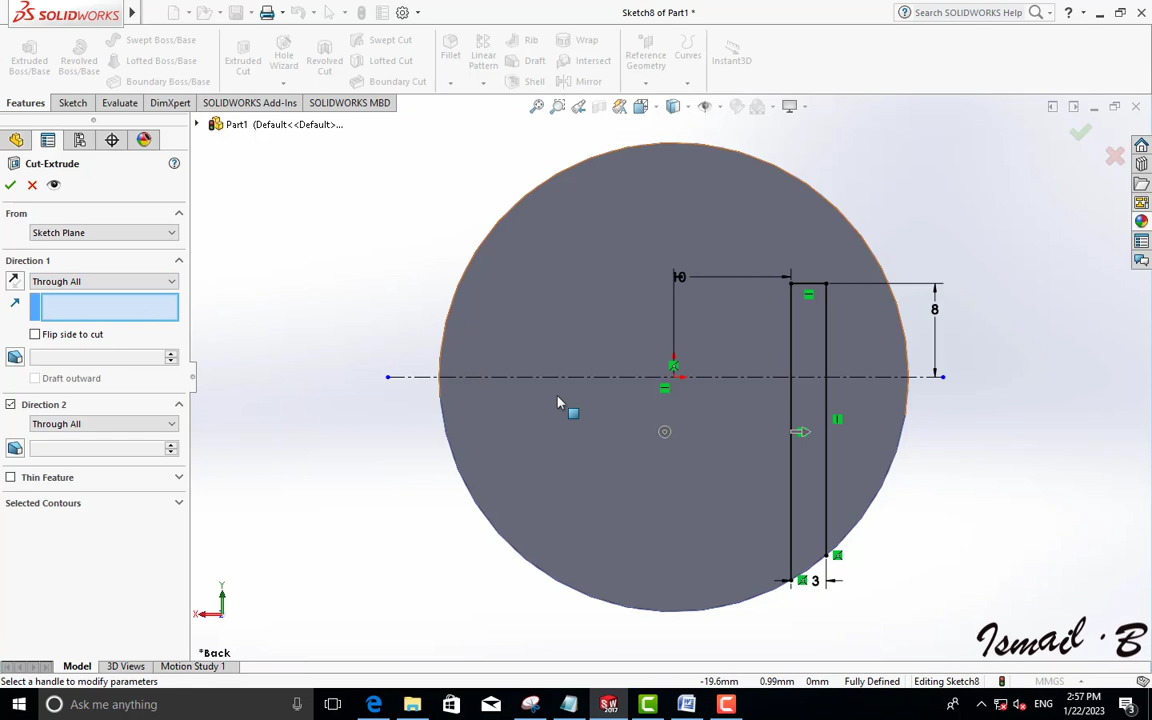 SOLIDWORKS
Sketch8 of Part1 *
Search SOLIDWORKS Help
Extruded Boss/Base
Revolved Boss/Base
Swept Boss/Base
Lofted Boss/Base
Boundary Boss/Base
Extruded Cut
Hole Wizard
Revolved Cut
Swept Cut
Lofted Cut
Boundary Cut
Fillet
Linear Pattern
Rib
Draft
Shell
Wrap
Intersect
Mirror
Reference Geometry
Curves
Instant3D
Features
Sketch
Evaluate
DimXpert
SOLIDWORKS Add-Ins
SOLIDWORKS MBD
Part1 (Default<<Default>...
Cut-Extrude
From
Sketch Plane
Direction 1
Through All
Flip side to cut
Draft outward
Direction 2
Through All
Thin Feature
Selected Contours
10
8
3
Y
X
*Back
Ismail . B
Model
3D Views
Motion Study 1
Select a handle to modify parameters
-19.6mm
0.99mm
0mm
Fully Defined
Editing Sketch8
MMGS
Ask me anything
ENG
2:57 PM
1/22/2023